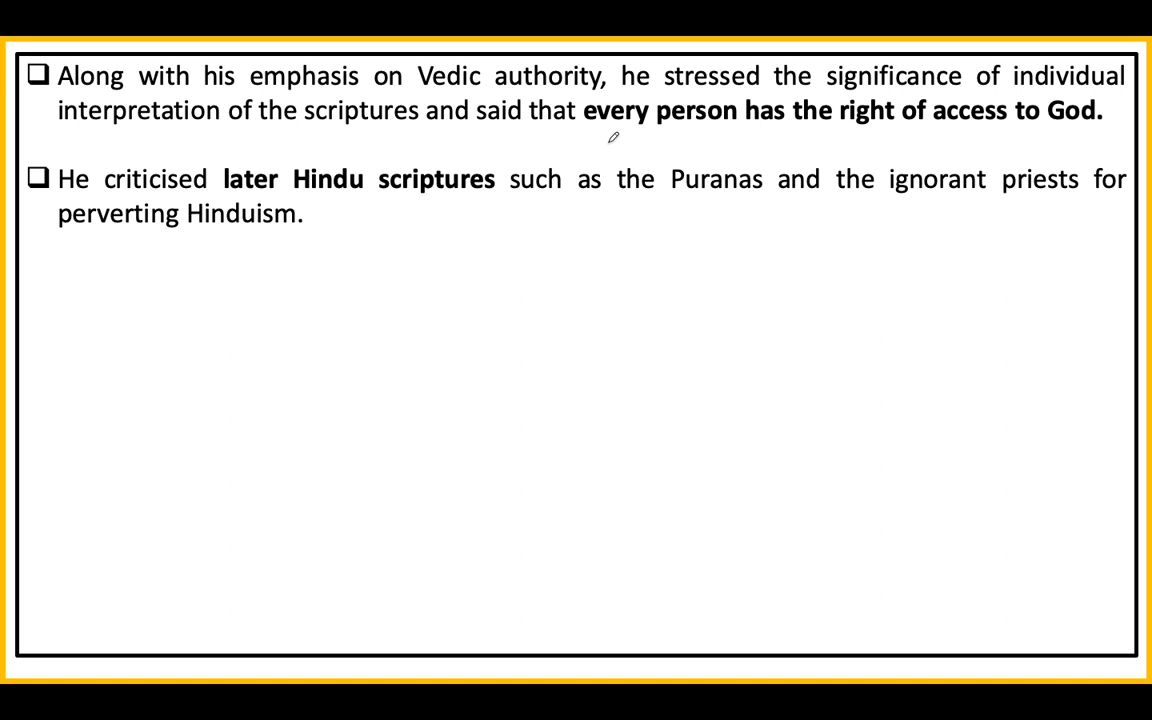 ❑ Along with his emphasis on Vedic authority, he stressed the significance of individual
interpretation of the scriptures and said that every person has the right of access to God.
❑ He criticised later Hindu scriptures such as the Puranas and the ignorant priests for
perverting Hinduism.